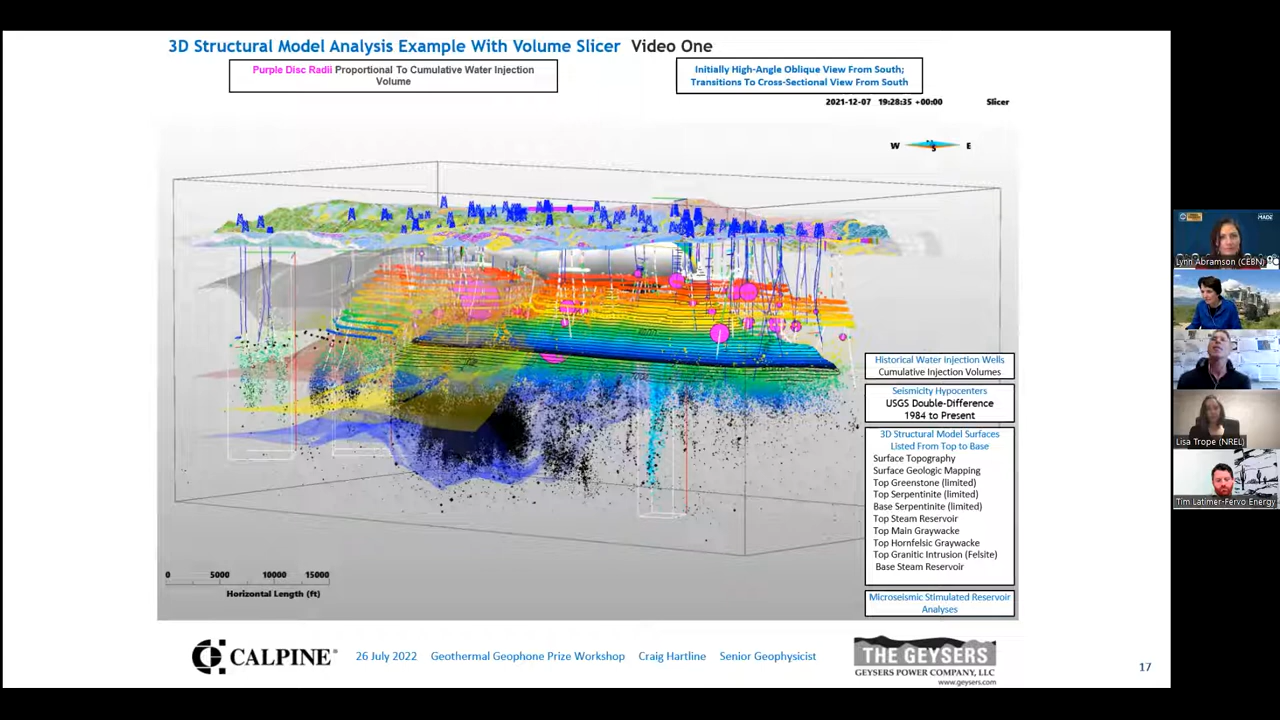 3D Structural Model Analysis Example With Volume Slicer Video One
Purple Disc Radii Proportional To Cumulative Water Injection
Volume
Initially High-Angle Oblique View From South;
Transitions To Cross-Sectional View From South
2021-12-07 19:28:35 +00:00 Slicer
W S E
Historical Water Injection Wells
Cumulative Injection Volumes
Seismicity Hypocenters
USGS Double-Difference
1984 to Present
3D Structural Model Surfaces
Listed From Top to Base
Surface Topography
Surface Geologic Mapping
Top Greenstone (limited)
Top Serpentinite (limited)
Base Serpentinite (limited)
Top Steam Reservoir
Top Main Graywacke
Top Hornfelsic Graywacke
Top Granitic Intrusion (Felsite)
Base Steam Reservoir
Microseismic Stimulated Reservoir
Analyses
0 5000 10000 15000
Horizontal Length (ft)
CALPINE®
26 July 2022 Geothermal Geophone Prize Workshop Craig Hartline Senior Geophysicist
THE GEYSERS
GEYSERS POWER COMPANY, LLC
www.geysers.com
17
Lynn Abramson (CEBN)
Lisa Trope (NREL)
Tim Latimer-Fervo Energy